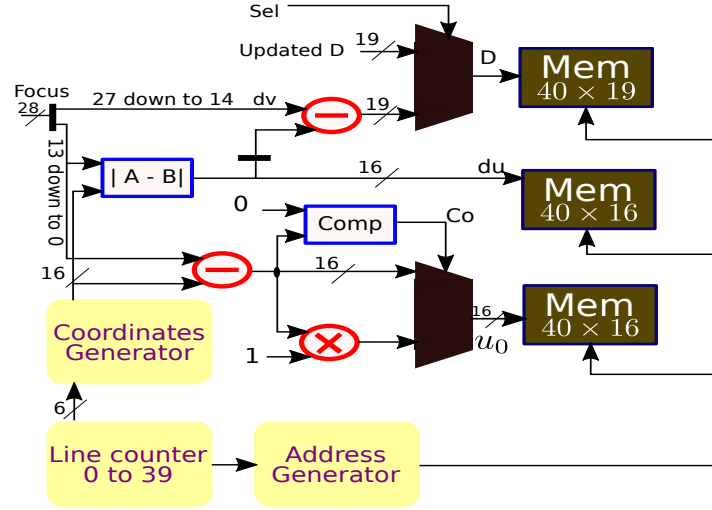 Sel
Updated D
19
D
Mem
40 × 19
Focus
28
27 down to 14
dv
19
13 down to 0
| A - B|
16
du
Mem
40 × 16
0
Comp
Co
16
16
Mem
40 × 16
16
u0
1
Coordinates
Generator
6
Line counter
0 to 39
Address
Generator